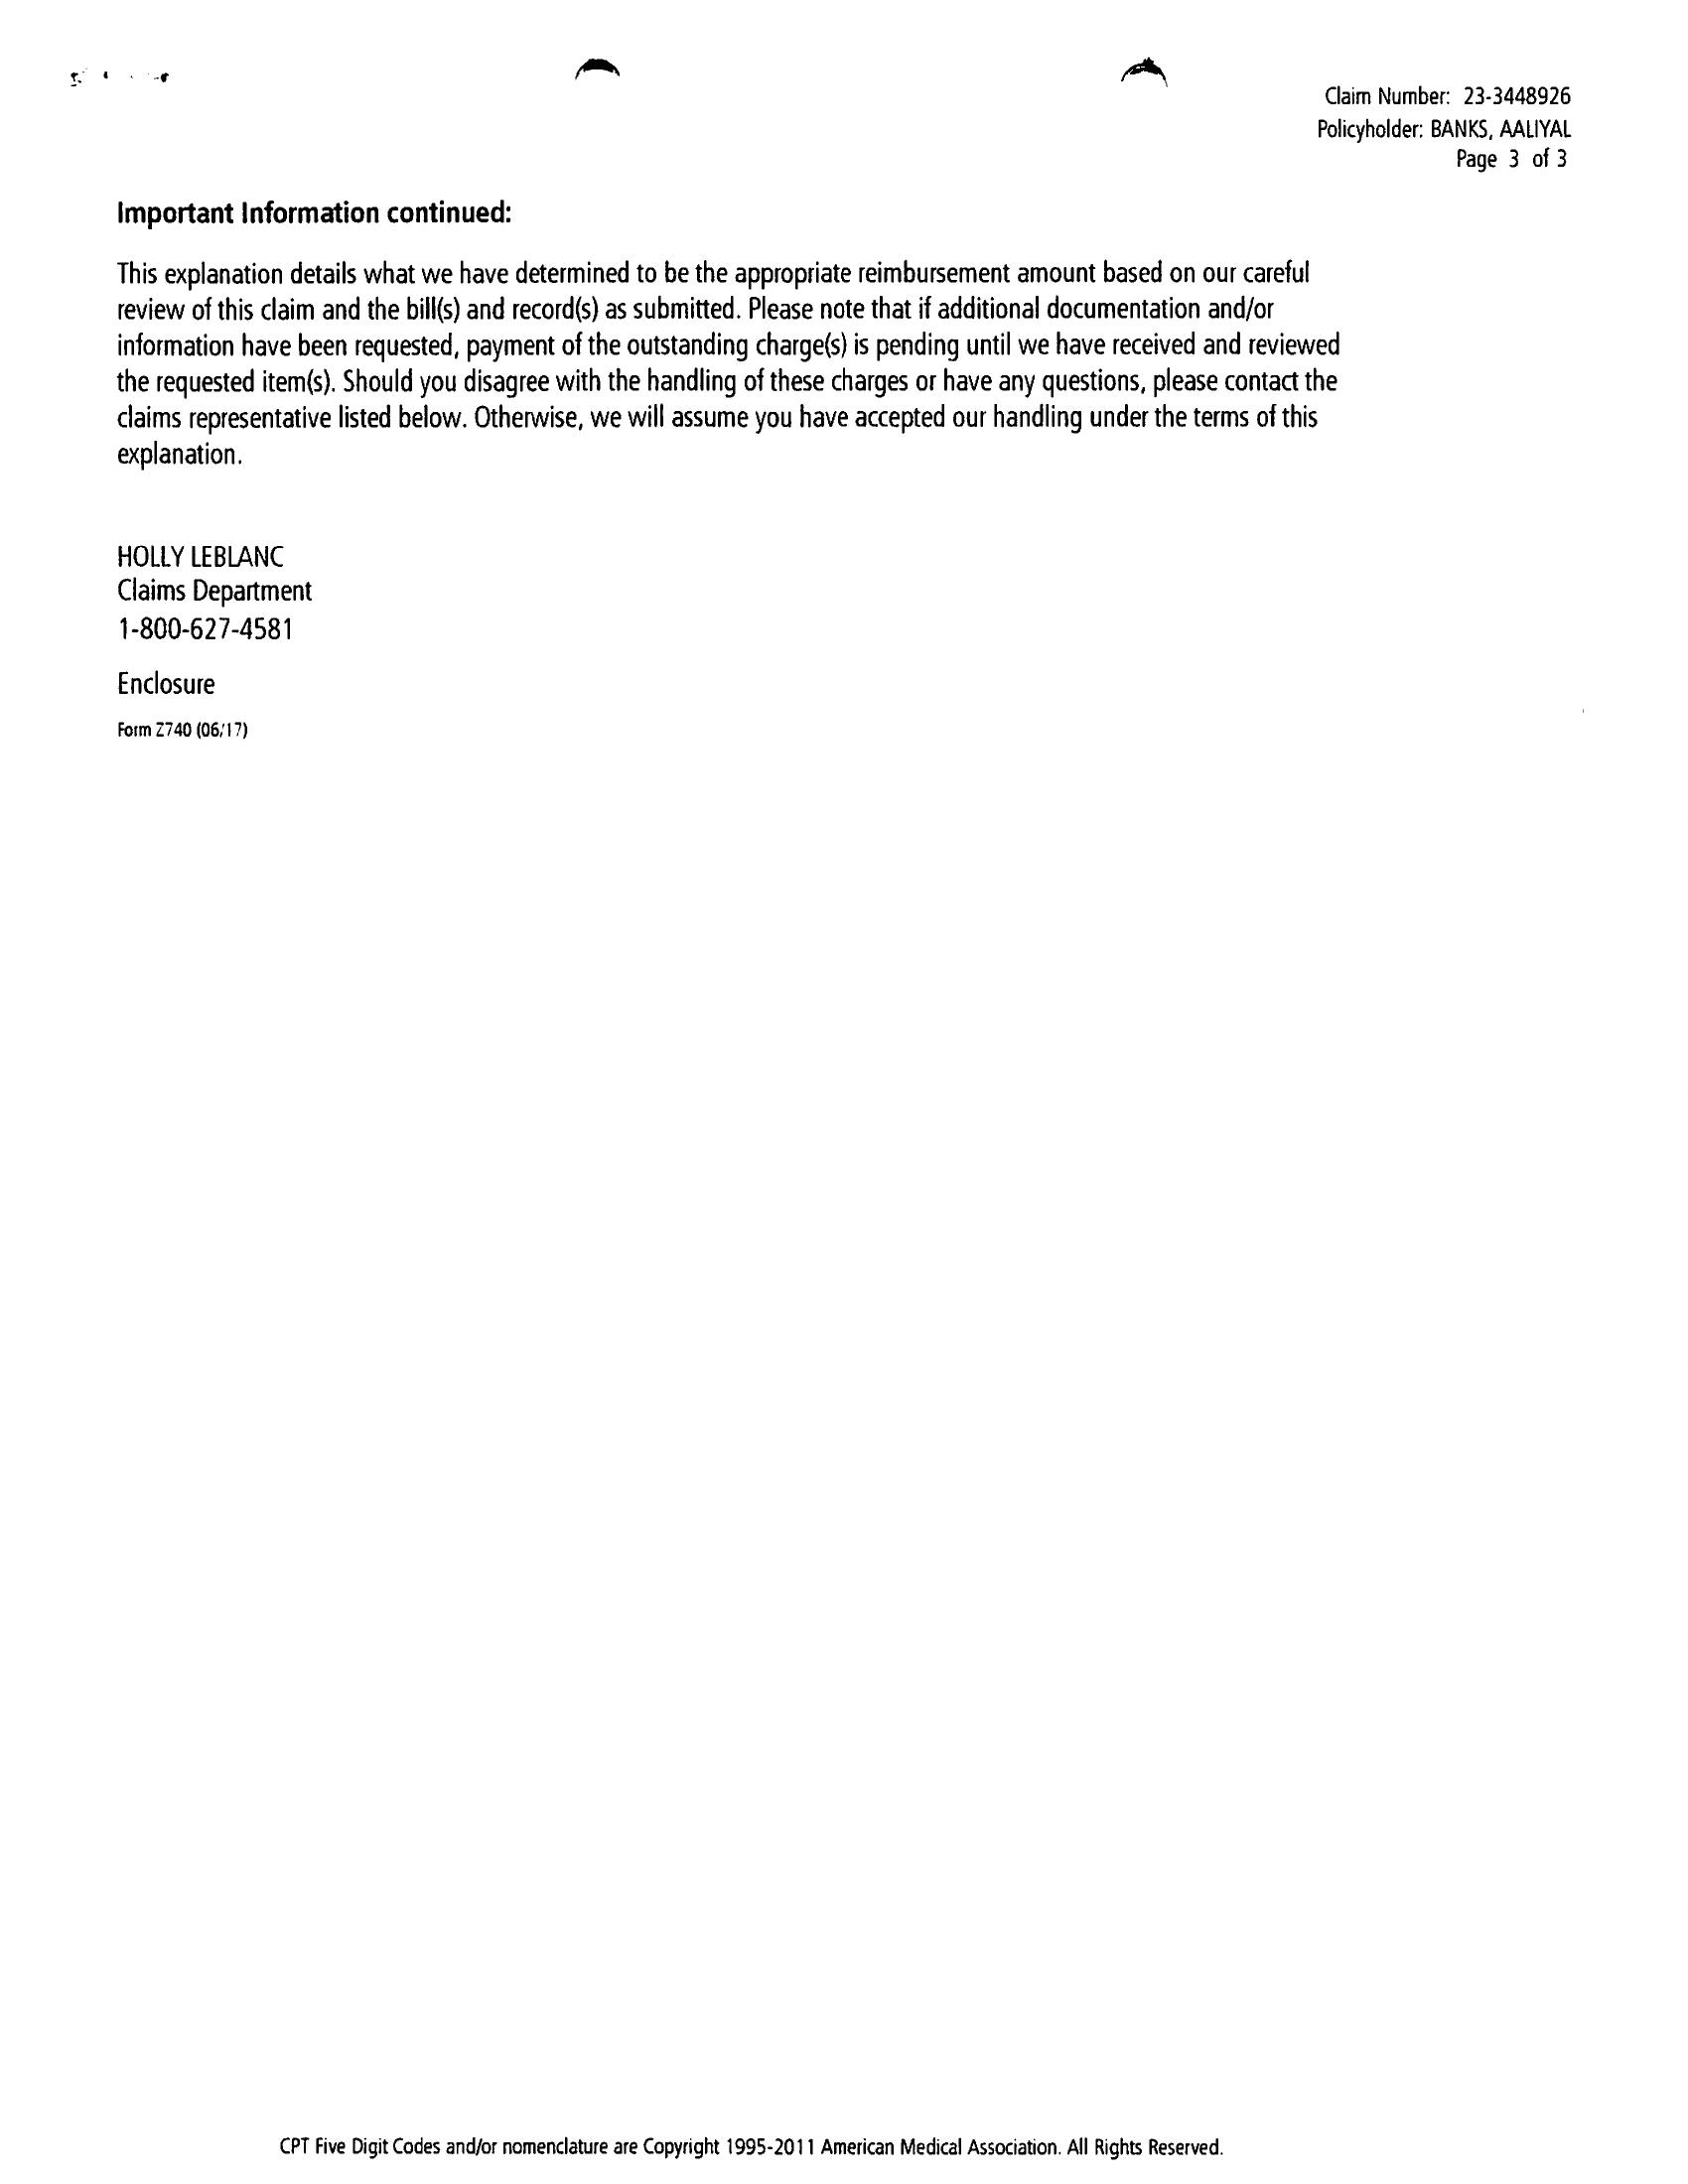 Claim Number: 23-3448926
Policyholder: BANKS, AALIYAL
Page 3 of 3
Important Information continued:
This explanation details what we have determined to be the appropriate reimbursement amount based on our careful
review of this claim and the bill(s) and record(s) as submitted. Please note that if additional documentation and/or
information have been requested, payment of the outstanding charge(s) is pending until we have received and reviewed
the requested item(s). Should you disagree with the handling of these charges or have any questions, please contact the
claims representative listed below. Otherwise, we will assume you have accepted our handling under the terms of this
explanation.
HOLLY LEBLANC
Claims Department
1-800-627-4581
Enclosure
Form Z740 (06/17)
CPT Five Digit Codes and/or nomenclature are Copyright 1995-2011 American Medical Association. All Rights Reserved.